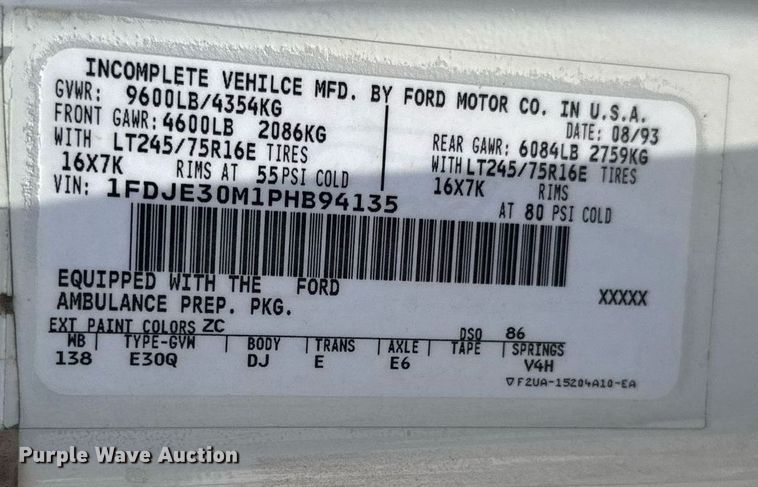 INCOMPLETE VEHILCE MFD. BY FORD MOTOR CO. IN U.S.A.
GVWR: 9600LB/4354KG
DATE: 08/93
FRONT GAWR: 4600LB 2086KG
REAR GAWR: 6084LB 2759KG
WITH LT245/75R16E TIRES
WITH LT245/75R16E TIRES
16X7K RIMS AT 55 PSI COLD
16X7K RIMS
VIN: 1FDJE30M1PHB94135
AT 80 PSI COLD
EQUIPPED WITH THE FORD
XXXXX
AMBULANCE PREP. PKG.
EXT PAINT COLORS ZC DSO 86
WB | TYPE-GVW | BODY | TRANS | AXLE | TAPE | SPRINGS
138 E30Q DJ E E6 V4H
▽F2UA-15204A10-EA
Purple Wave Auction